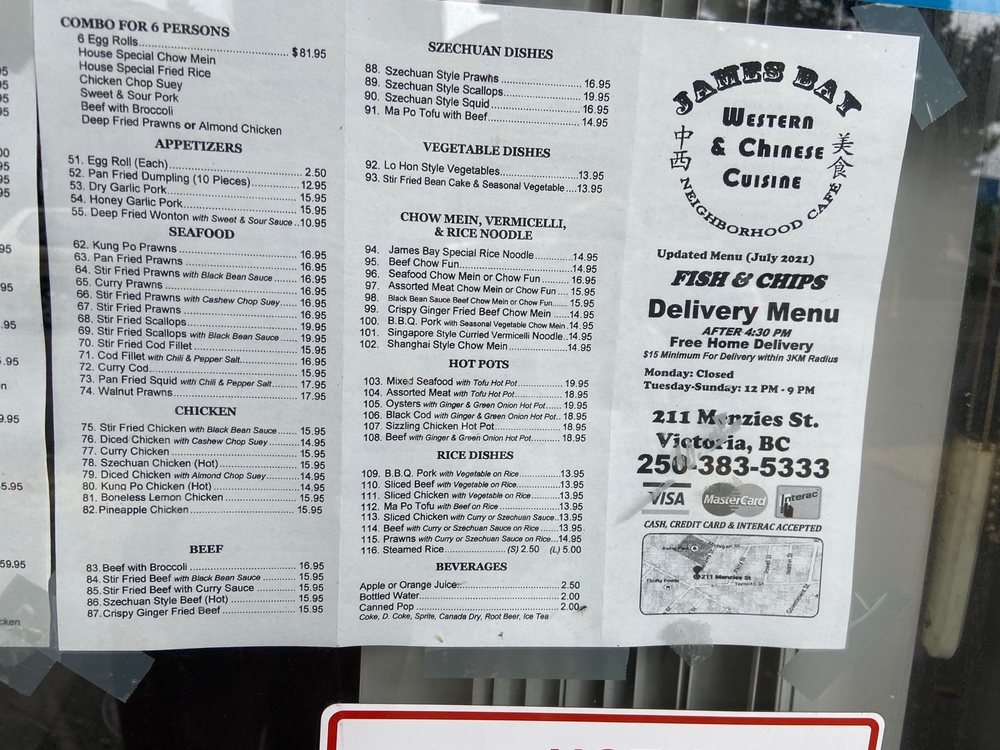 COMBO FOR 6 PERSONS
6 Egg Rolls....$81.95
House Special Chow Mein
House Special Fried Rice
Chicken Chop Suey
Sweet & Sour Pork
Beef with Broccoli
Deep Fried Prawns or Almond Chicken
APPETIZERS
51. Egg Roll (Each)....2.50
52. Pan Fried Dumpling (10 Pieces)....12.95
53. Dry Garlic Pork....15.95
54. Honey Garlic Pork....15.95
55. Deep Fried Wonton with Sweet & Sour Sauce..10.95
SEAFOOD
62. Kung Po Prawns....16.95
63. Pan Fried Prawns....16.95
64. Stir Fried Prawns with Black Bean Sauce....16.95
65. Curry Prawns....16.95
66. Stir Fried Prawns with Cashew Chop Suey....16.95
67. Stir Fried Prawns....16.95
68. Stir Fried Scallops....19.95
69. Stir Fried Scallops with Black Bean Sauce....19.95
70. Stir Fried Cod Fillet....15.95
71. Cod Fillet with Chili & Pepper Salt....16.95
72. Curry Cod....15.95
73. Pan Fried Squid with Chili & Pepper Salt....17.95
74. Walnut Prawns....17.95
CHICKEN
75. Stir Fried Chicken with Black Bean Sauce....15.95
76. Diced Chicken with Cashew Chop Suey....14.95
77. Curry Chicken....15.95
78. Szechuan Chicken (Hot)....15.95
79. Diced Chicken with Almond Chop Suey....14.95
80. Kung Po Chicken (Hot)....14.95
81. Boneless Lemon Chicken....15.95
82. Pineapple Chicken....15.95
BEEF
83. Beef with Broccoli....16.95
84. Stir Fried Beef with Black Bean Sauce....15.95
85. Stir Fried Beef with Curry Sauce....15.95
86. Szechuan Style Beef (Hot)....15.95
87. Crispy Ginger Fried Beef....15.95
SZECHUAN DISHES
88. Szechuan Style Prawns....16.95
89. Szechuan Style Scallops....19.95
90. Szechuan Style Squid....16.95
91. Ma Po Tofu with Beef....14.95
VEGETABLE DISHES
92. Lo Hon Style Vegetables....13.95
93. Stir Fried Bean Cake & Seasonal Vegetable....13.95
CHOW MEIN, VERMICELLI,
& RICE NOODLE
94. James Bay Special Rice Noodle....14.95
95. Beef Chow Fun....14.95
96. Seafood Chow Mein or Chow Fun....16.95
97. Assorted Meat Chow Mein or Chow Fun....15.95
98. Black Bean Sauce Beef Chow Mein or Chow Fun....15.95
99. Crispy Ginger Fried Beef Chow Mein....14.95
100. B.B.Q. Pork with Seasonal Vegetable Chow Mein.14.95
101. Singapore Style Curried Vermicelli Noodle..14.95
102. Shanghai Style Chow Mein....14.95
HOT POTS
103. Mixed Seafood with Tofu Hot Pot....19.95
104. Assorted Meat with Tofu Hot Pot....18.95
105. Oysters with Ginger & Green Onion Hot Pot....19.95
106. Black Cod with Ginger & Green Onion Hot Pot..18.95
107. Sizzling Chicken Hot Pot....18.95
108. Beef with Ginger & Green Onion Hot Pot....18.95
RICE DISHES
109. B.B.Q. Pork with Vegetable on Rice....13.95
110. Sliced Beef with Vegetable on Rice....13.95
111. Sliced Chicken with Vegetable on Rice....13.95
112. Ma Po Tofu with Beef on Rice....13.95
113. Sliced Chicken with Curry or Szechuan Sauce..13.95
114. Beef with Curry or Szechuan Sauce on Rice....13.95
115. Prawns with Curry or Szechuan Sauce on Rice...14.95
116. Steamed Rice....(S) 2.50 (L) 5.00
BEVERAGES
Apple or Orange Juice....2.50
Bottled Water....2.00
Canned Pop....2.00
Coke, D. Coke, Sprite, Canada Dry, Root Beer, Ice Tea
JAMES BAY
WESTERN
& CHINESE
CUISINE
中西
美食
NEIGHBORHOOD CAFÉ
Updated Menu (July 2021)
FISH & CHIPS
Delivery Menu
AFTER 4:30 PM
Free Home Delivery
$15 Minimum For Delivery within 3KM Radius
Monday: Closed
Tuesday-Sunday: 12 PM - 9 PM
211 Menzies St.
Victoria, BC
250-383-5333
VISA MasterCard Interac
CASH, CREDIT CARD & INTERAC ACCEPTED
Thrifty Foods
211 Menzies St